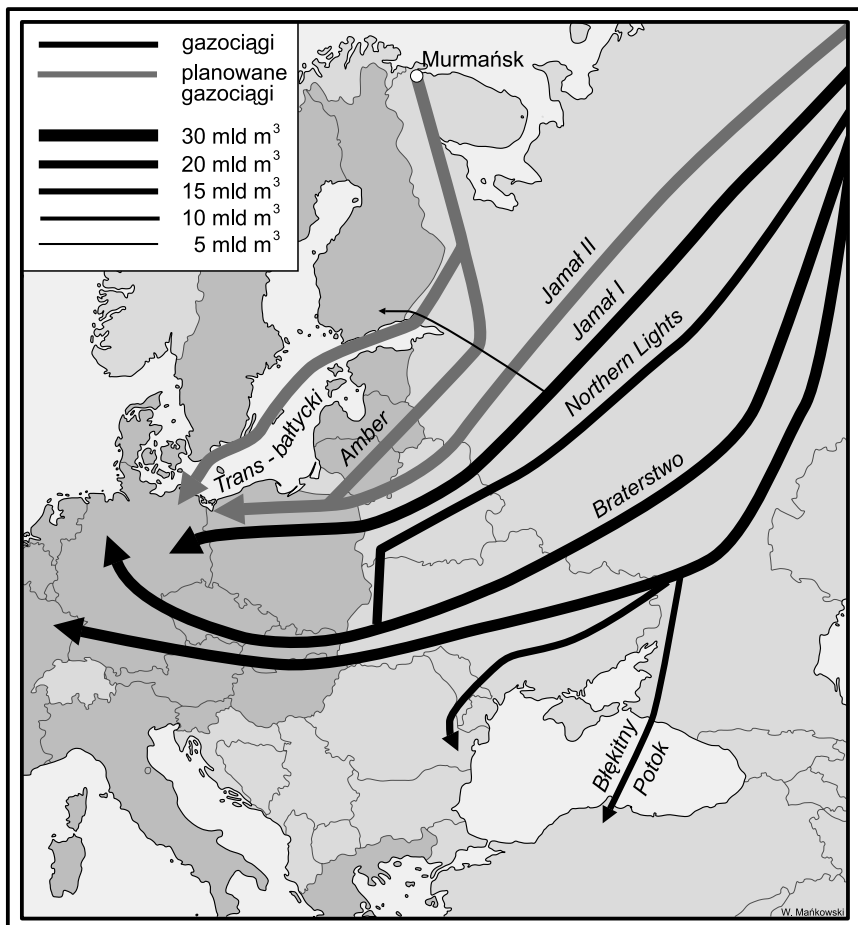 gazociągi
planowane
gazociągi
30 mld m³
20 mld m³
15 mld m³
10 mld m³
5 mld m³
Murmańsk
Jamał II
Jamał I
Northern Lights
Trans - bałtycki
Amber
Braterstwo
Błękitny
Potok
W. Mańkowski